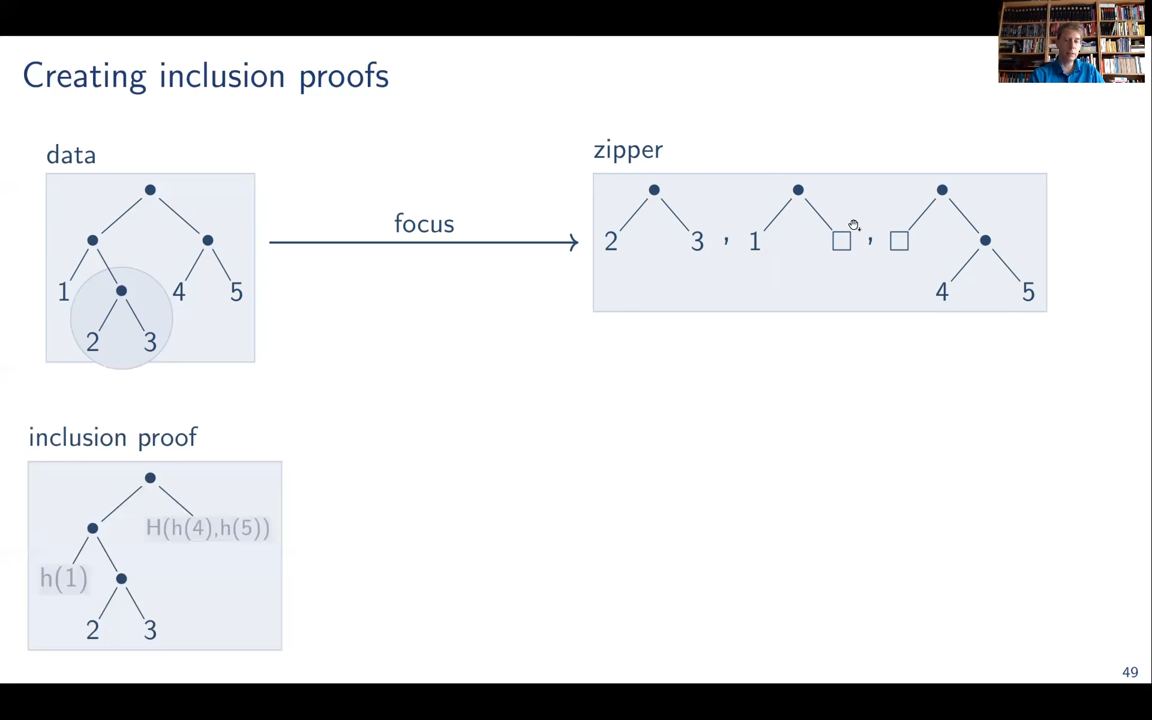 Creating inclusion proofs
data
1
2
3
4
5
focus
zipper
2
3
,
1
,
4
5
inclusion proof
H(h(4),h(5))
h(1)
2
3
49